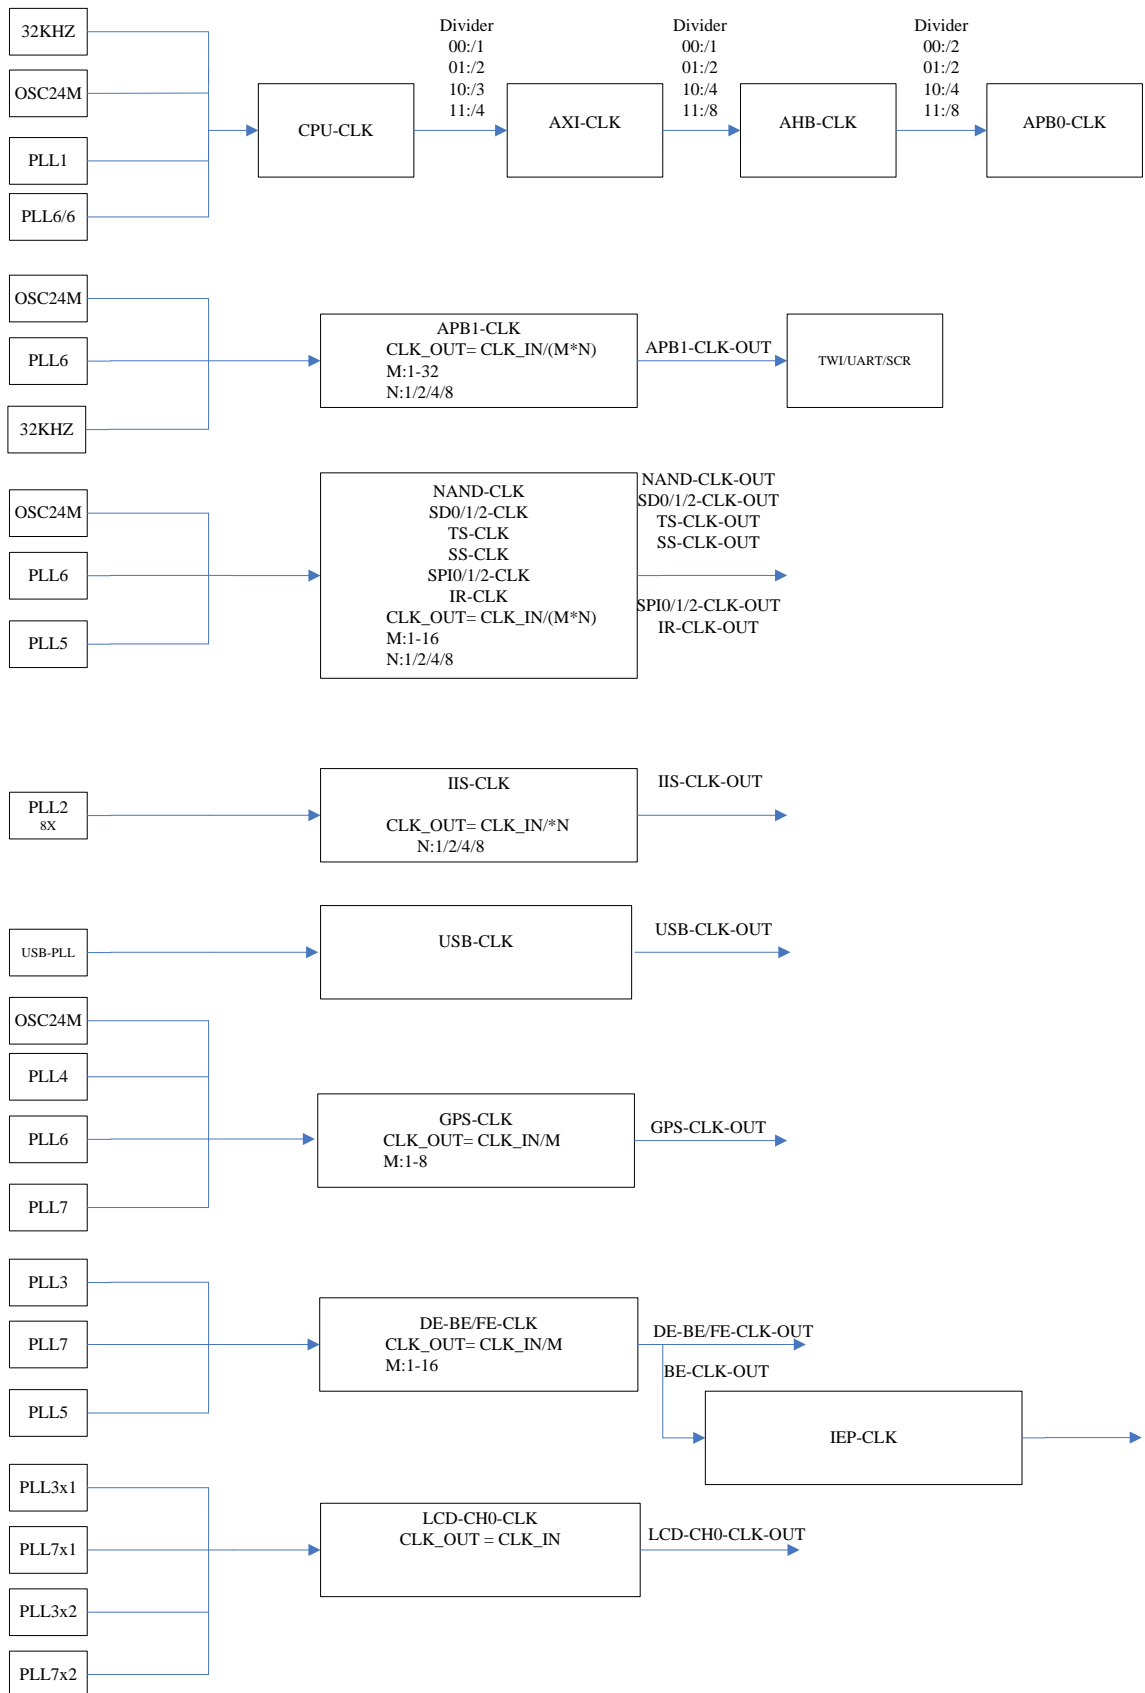 32KHZ
OSC24M
PLL1
PLL6/6
CPU-CLK
Divider
00:/1
01:/2
10:/3
11:/4
AXI-CLK
Divider
00:/1
01:/2
10:/4
11:/8
AHB-CLK
Divider
00:/2
01:/2
10:/4
11:/8
APB0-CLK
OSC24M
PLL6
32KHZ
APB1-CLK
CLK_OUT= CLK_IN/(M*N)
M:1-32
N:1/2/4/8
APB1-CLK-OUT
TWI/UART/SCR
OSC24M
PLL6
PLL5
NAND-CLK
SD0/1/2-CLK
TS-CLK
SS-CLK
SPI0/1/2-CLK
IR-CLK
CLK_OUT= CLK_IN/(M*N)
M:1-16
N:1/2/4/8
NAND-CLK-OUT
SD0/1/2-CLK-OUT
TS-CLK-OUT
SS-CLK-OUT
SPI0/1/2-CLK-OUT
IR-CLK-OUT
PLL2
8X
IIS-CLK
CLK_OUT= CLK_IN/*N
N:1/2/4/8
IIS-CLK-OUT
USB-PLL
USB-CLK
USB-CLK-OUT
OSC24M
PLL4
PLL6
PLL7
GPS-CLK
CLK_OUT= CLK_IN/M
M:1-8
GPS-CLK-OUT
PLL3
PLL7
PLL5
DE-BE/FE-CLK
CLK_OUT= CLK_IN/M
M:1-16
DE-BE/FE-CLK-OUT
BE-CLK-OUT
IEP-CLK
PLL3x1
PLL7x1
PLL3x2
PLL7x2
LCD-CH0-CLK
CLK_OUT = CLK_IN
LCD-CH0-CLK-OUT